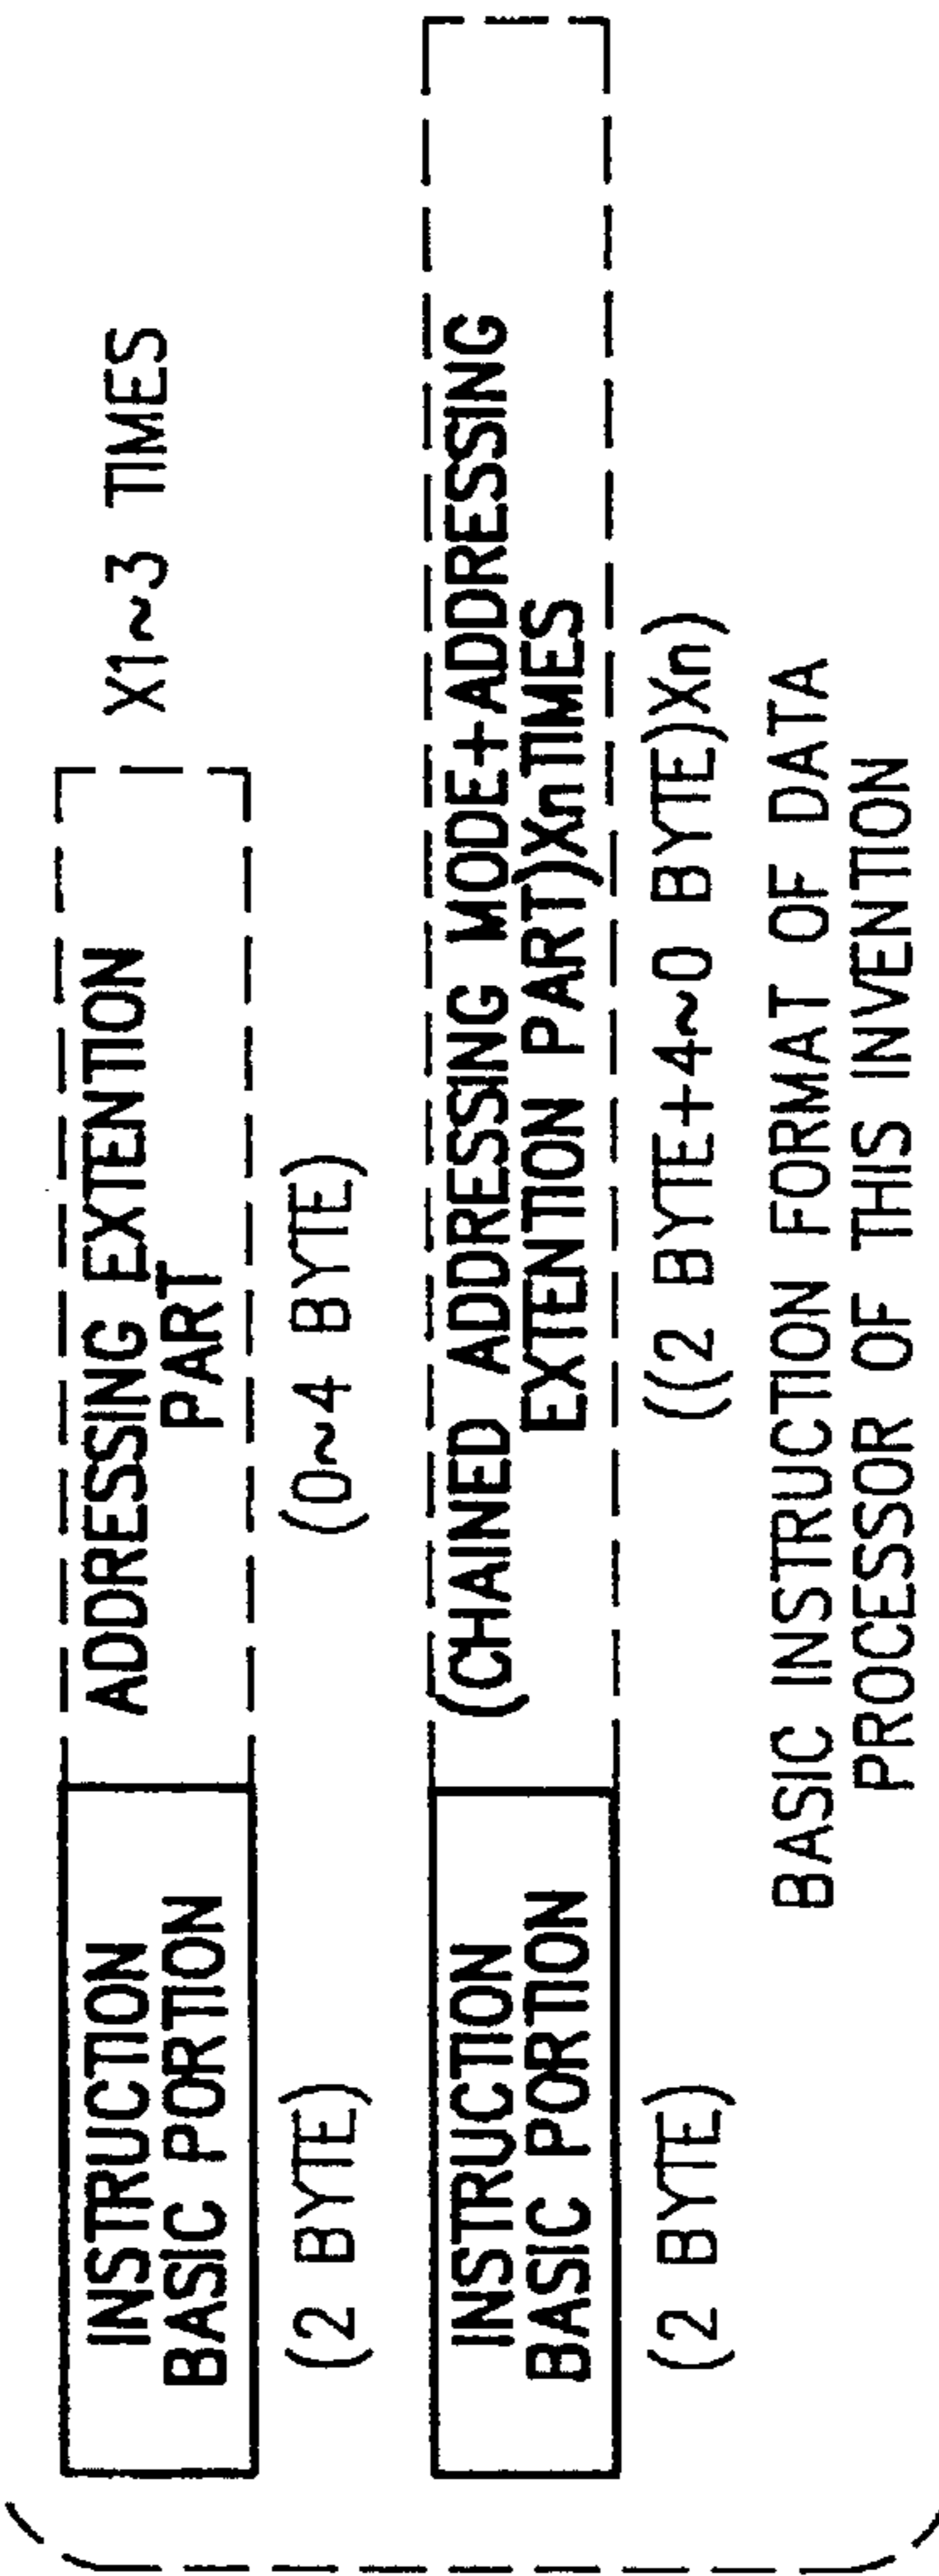 INSTRUCTION
BASIC PORTION
ADDRESSING EXTENTION
PART
X1~3 TIMES
(2 BYTE)
(0~4 BYTE)
INSTRUCTION
BASIC PORTION
(CHAINED ADDRESSING MODE+ADDRESSING
EXTENTION PART)XnTIMES
(2 BYTE)
((2 BYTE+4~0 BYTE)Xn)
BASIC INSTRUCTION FORMAT OF DATA
PROCESSOR OF THIS INVENTION